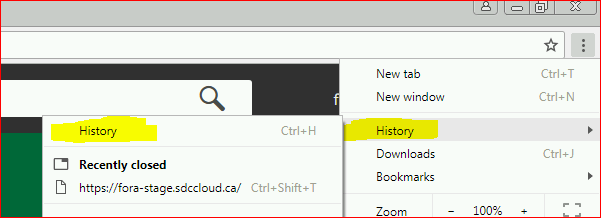 New tab Ctrl+T
New window Ctrl+N
History
Downloads Ctrl+J
Bookmarks
Zoom − 100% +
f
History Ctrl+H
Recently closed
https://fora-stage.sdccloud.ca/ Ctrl+Shift+T